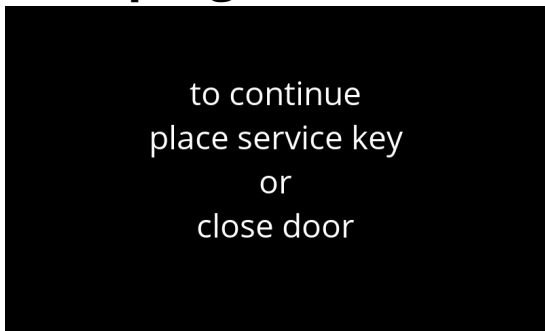 to continue
place service key
or
close door